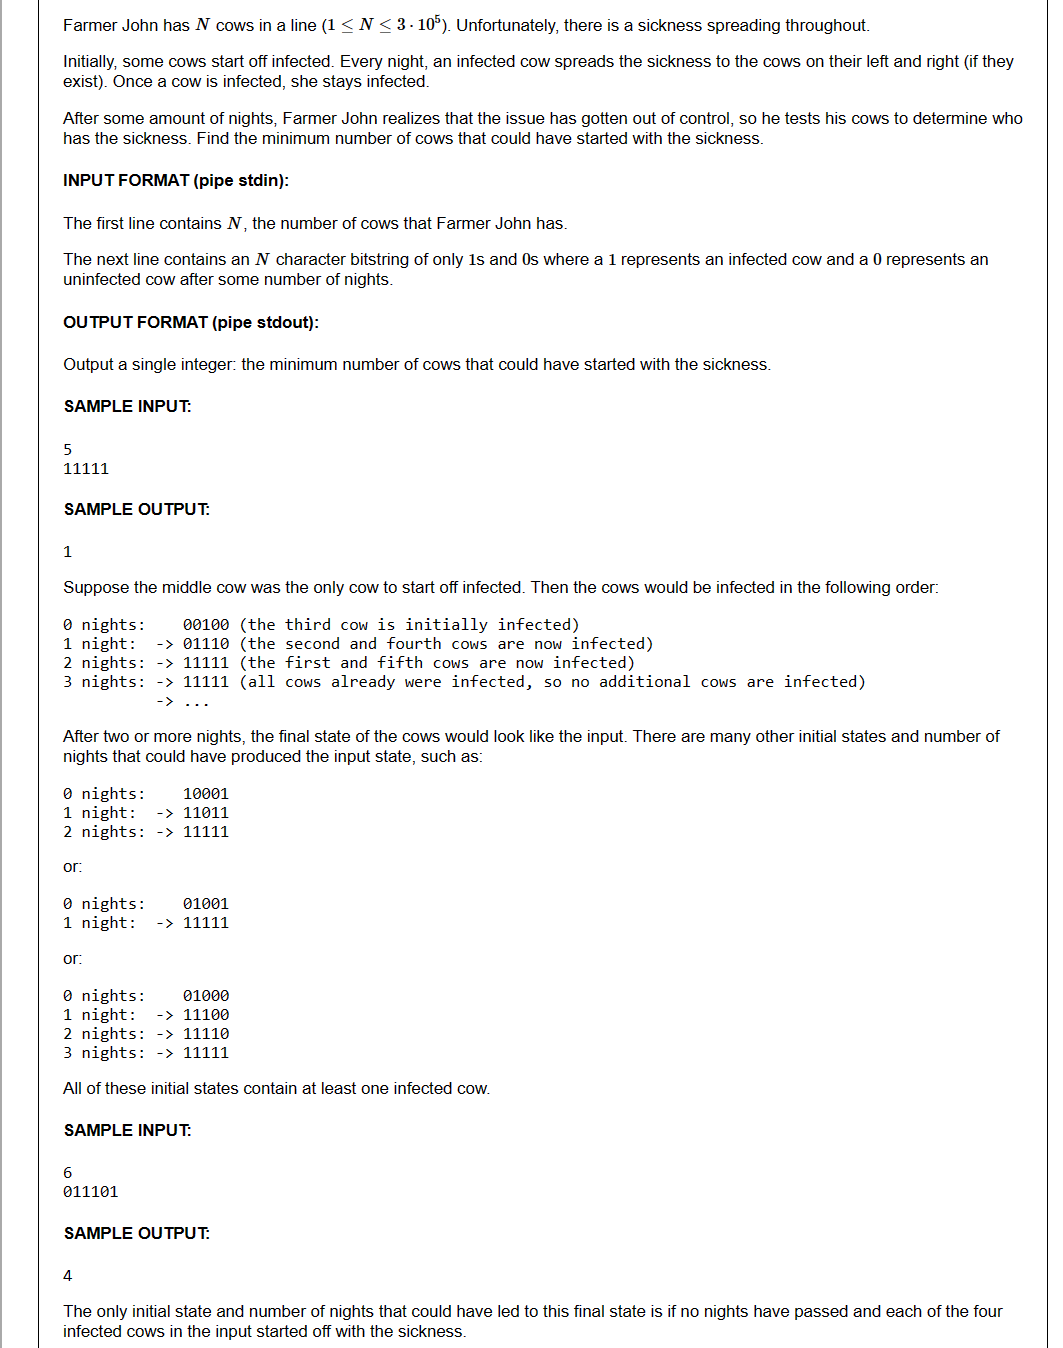 Farmer John has N cows in a line (1 ≤ N ≤ 3 · 10⁵). Unfortunately, there is a sickness spreading throughout.
Initially, some cows start off infected. Every night, an infected cow spreads the sickness to the cows on their left and right (if they
exist). Once a cow is infected, she stays infected.
After some amount of nights, Farmer John realizes that the issue has gotten out of control, so he tests his cows to determine who
has the sickness. Find the minimum number of cows that could have started with the sickness.
INPUT FORMAT (pipe stdin):
The first line contains N, the number of cows that Farmer John has.
The next line contains an N character bitstring of only 1s and 0s where a 1 represents an infected cow and a 0 represents an
uninfected cow after some number of nights.
OUTPUT FORMAT (pipe stdout):
Output a single integer: the minimum number of cows that could have started with the sickness.
SAMPLE INPUT:
5
11111
SAMPLE OUTPUT:
1
Suppose the middle cow was the only cow to start off infected. Then the cows would be infected in the following order:
0 nights:    00100 (the third cow is initially infected)
1 night:  -> 01110 (the second and fourth cows are now infected)
2 nights: -> 11111 (the first and fifth cows are now infected)
3 nights: -> 11111 (all cows already were infected, so no additional cows are infected)
          -> ...
After two or more nights, the final state of the cows would look like the input. There are many other initial states and number of
nights that could have produced the input state, such as:
0 nights:    10001
1 night:  -> 11011
2 nights: -> 11111
or:
0 nights:    01001
1 night:  -> 11111
or:
0 nights:    01000
1 night:  -> 11100
2 nights: -> 11110
3 nights: -> 11111
All of these initial states contain at least one infected cow.
SAMPLE INPUT:
6
011101
SAMPLE OUTPUT:
4
The only initial state and number of nights that could have led to this final state is if no nights have passed and each of the four
infected cows in the input started off with the sickness.